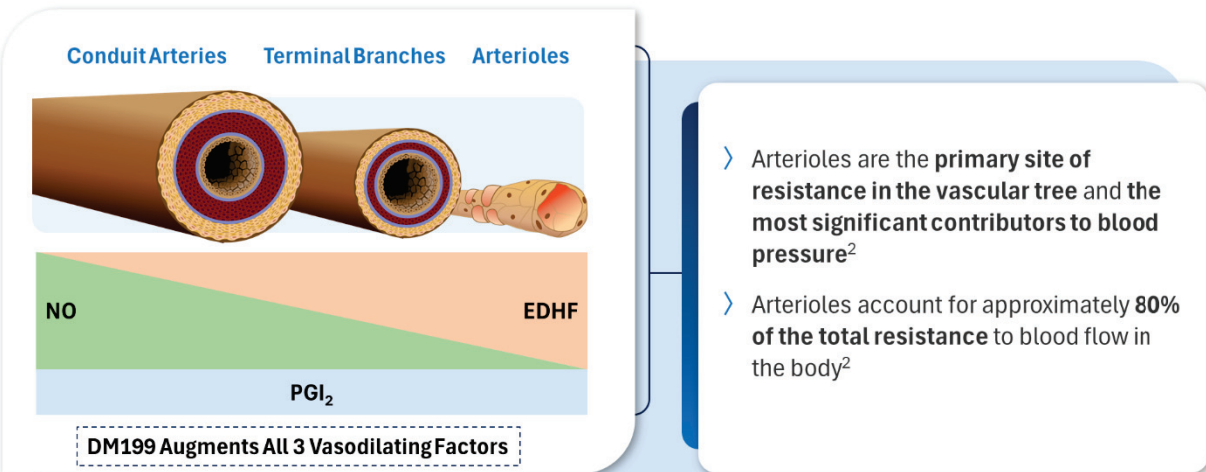 Conduit Arteries Terminal Branches Arterioles
NO
EDHF
PGI₂
DM199 Augments All 3 Vasodilating Factors
〉 Arterioles are the primary site of
resistance in the vascular tree and the
most significant contributors to blood
pressure²
〉 Arterioles account for approximately 80%
of the total resistance to blood flow in
the body²